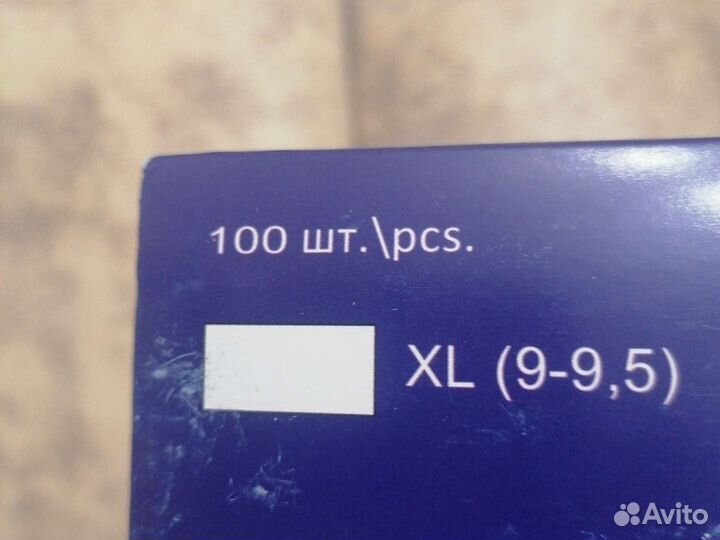 100 шт.\pcs.
XL (9-9,5)
Avito